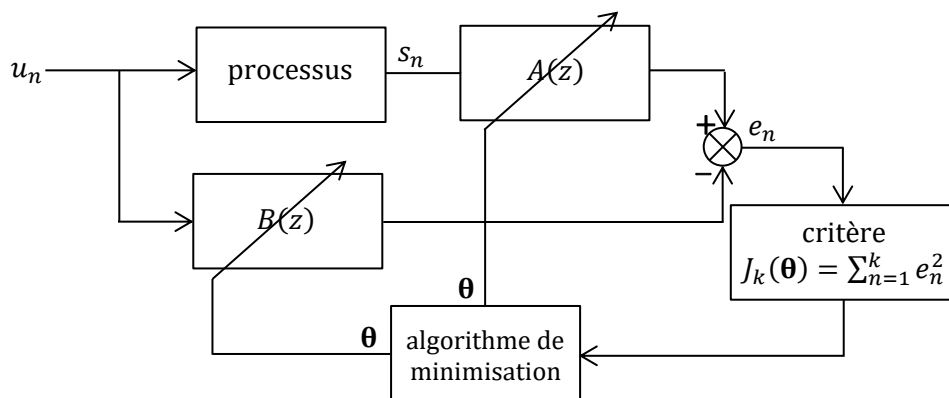 u_n
processus
s_n
A(z)
+
e_n
−
B(z)
critère
J_k(θ) = ∑_{n=1}^{k} e_n^2
θ
θ
algorithme de
minimisation